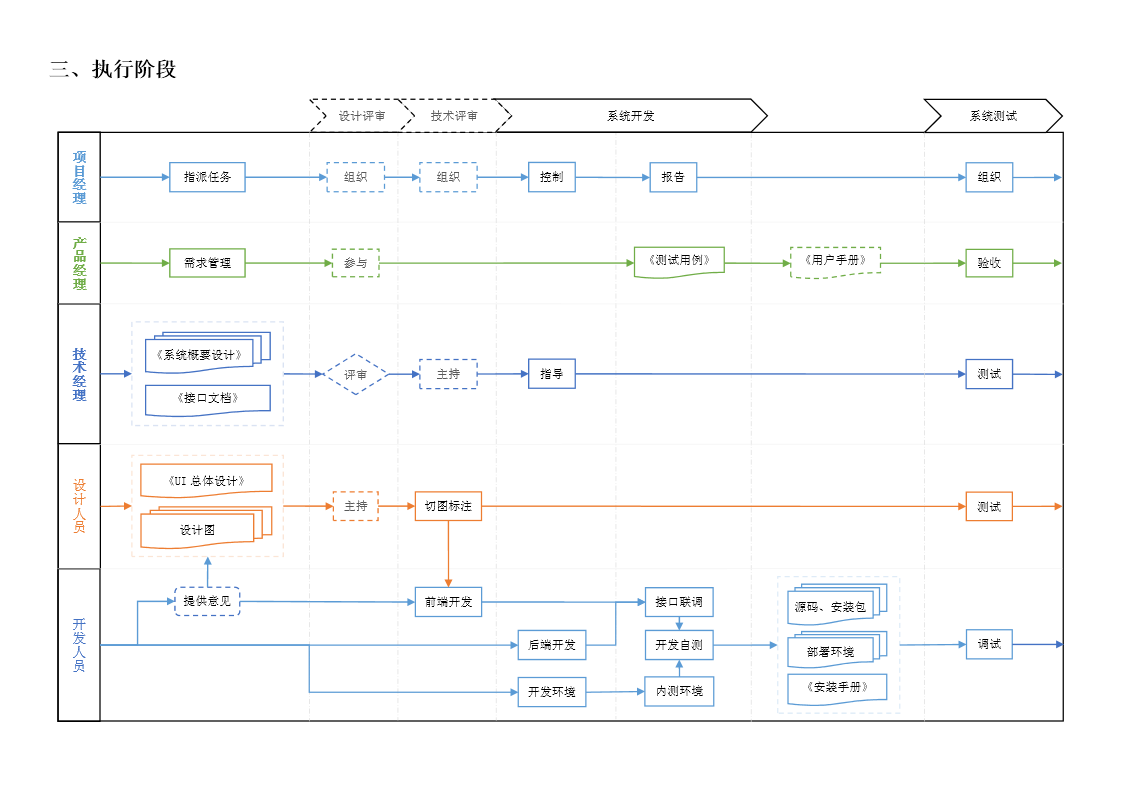 三、执行阶段
设计评审
技术评审
系统开发
系统测试
项目经理
指派任务
组织
组织
控制
报告
组织
产品经理
需求管理
参与
《测试用例》
《用户手册》
验收
技术经理
《系统概要设计》
《接口文档》
评审
主持
指导
测试
设计人员
《UI 总体设计》
设计图
主持
切图标注
测试
开发人员
提供意见
前端开发
后端开发
开发环境
接口联调
开发自测
内测环境
源码、安装包
部署环境
《安装手册》
调试